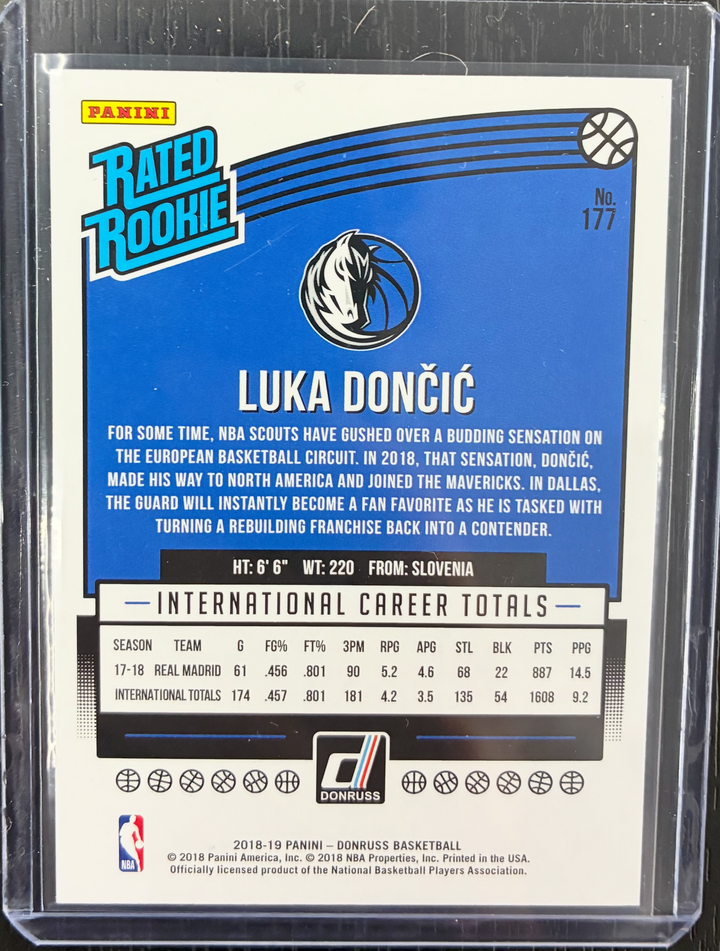 PANINI
RATED
ROOKIE
No.
177
LUKA DONČIĆ
FOR SOME TIME, NBA SCOUTS HAVE GUSHED OVER A BUDDING SENSATION ON
THE EUROPEAN BASKETBALL CIRCUIT. IN 2018, THAT SENSATION, DONČIĆ,
MADE HIS WAY TO NORTH AMERICA AND JOINED THE MAVERICKS. IN DALLAS,
THE GUARD WILL INSTANTLY BECOME A FAN FAVORITE AS HE IS TASKED WITH
TURNING A REBUILDING FRANCHISE BACK INTO A CONTENDER.
HT: 6' 6" WT: 220 FROM: SLOVENIA
INTERNATIONAL CAREER TOTALS
SEASON TEAM G FG% FT% 3PM RPG APG STL BLK PTS PPG
17-18 REAL MADRID 61 .456 .801 90 5.2 4.6 68 22 887 14.5
INTERNATIONAL TOTALS 174 .457 .801 181 4.2 3.5 135 54 1608 9.2
DONRUSS
NBA
2018-19 PANINI – DONRUSS BASKETBALL
© 2018 Panini America, Inc. © 2018 NBA Properties, Inc. Printed in the USA.
Officially licensed product of the National Basketball Players Association.